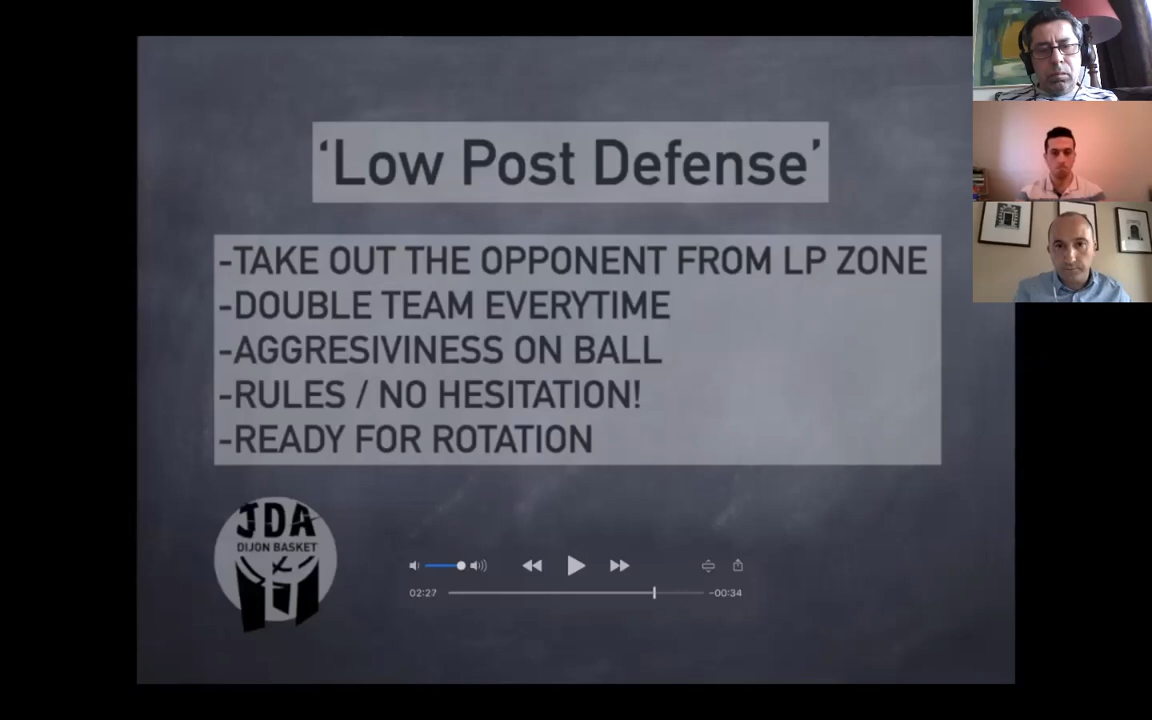 ‘Low Post Defense’
-TAKE OUT THE OPPONENT FROM LP ZONE
-DOUBLE TEAM EVERYTIME
-AGGRESIVINESS ON BALL
-RULES / NO HESITATION!
-READY FOR ROTATION
JDA
DIJON BASKET
02:27
-00:34